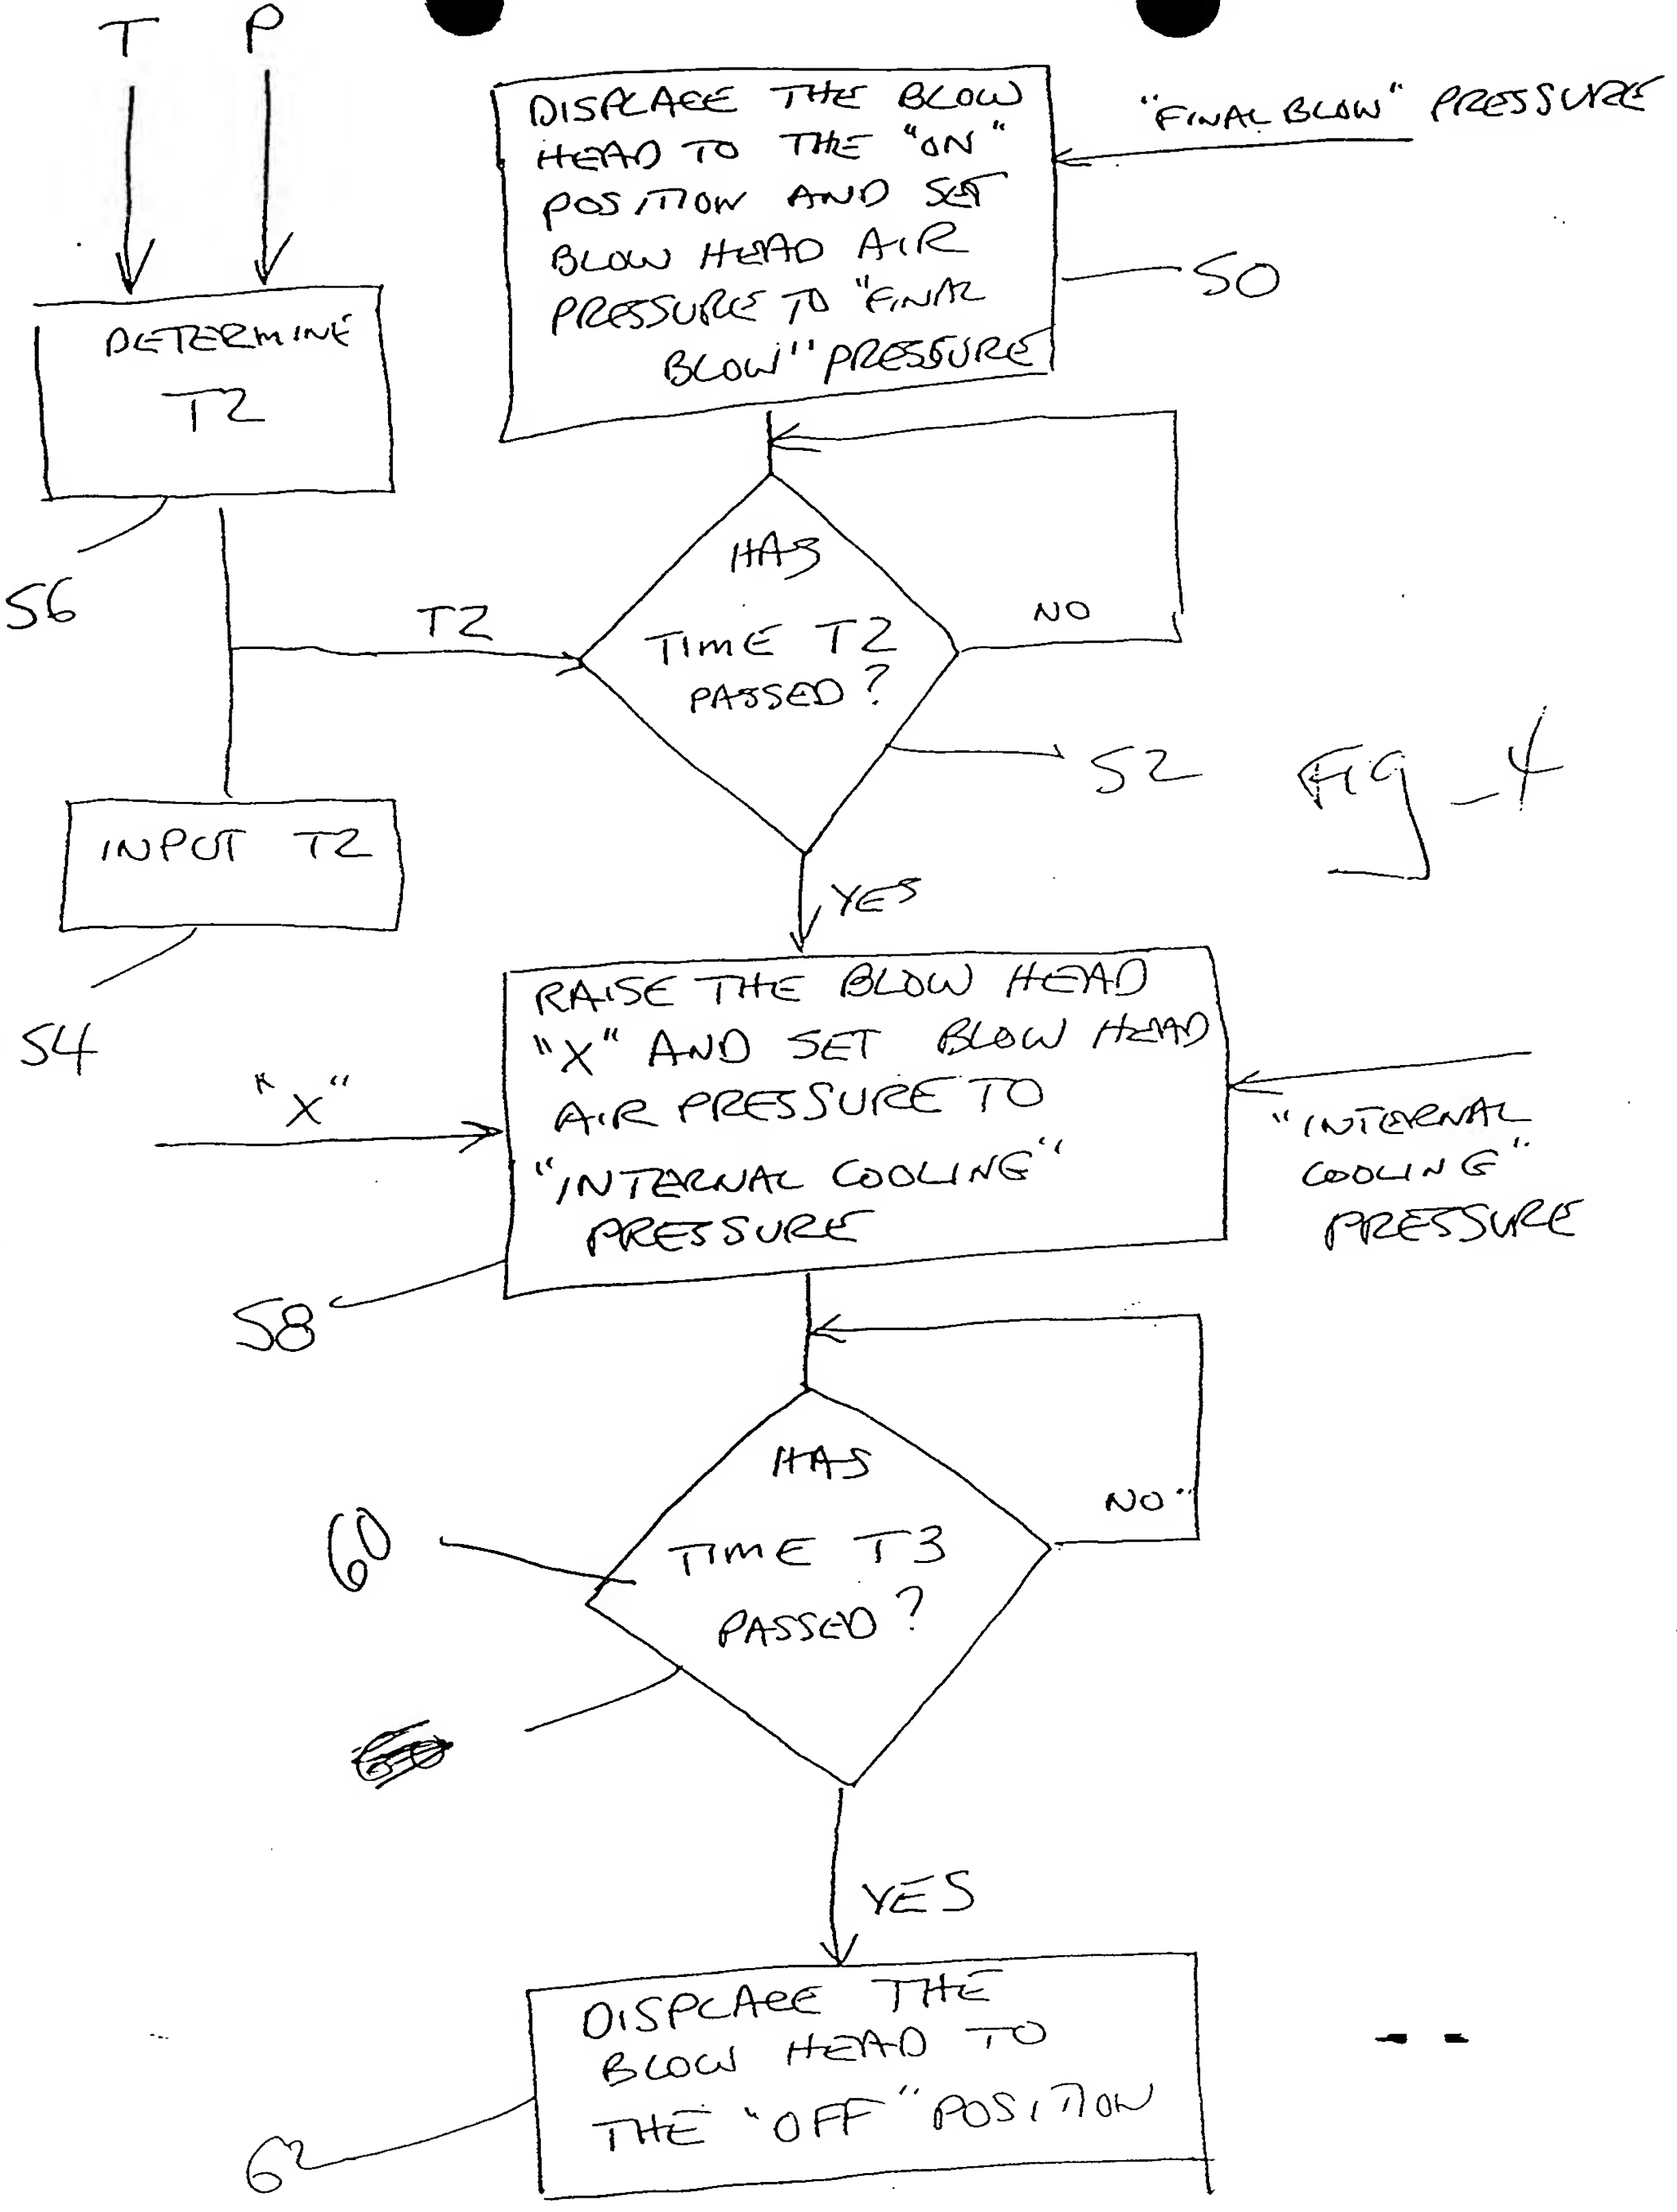 T P
DISPLACE THE BLOW
HEAD TO THE "ON"
POSITION AND SET
BLOW HEAD AIR
PRESSURE TO "FINAL
BLOW" PRESSURE
"FINAL BLOW" PRESSURE
50
DETERMINE
T2
56
T2
HAS
TIME T2
PASSED?
NO
52
Fig_4
INPUT T2
54
YES
RAISE THE BLOW HEAD
"X" AND SET BLOW HEAD
AIR PRESSURE TO
"INTERNAL COOLING"
PRESSURE
"X"
"INTERNAL
COOLING"
PRESSURE
58
HAS
TIME T3
PASSED?
NO"
60
YES
DISPLACE THE
BLOW HEAD TO
THE "OFF" POSITION
62